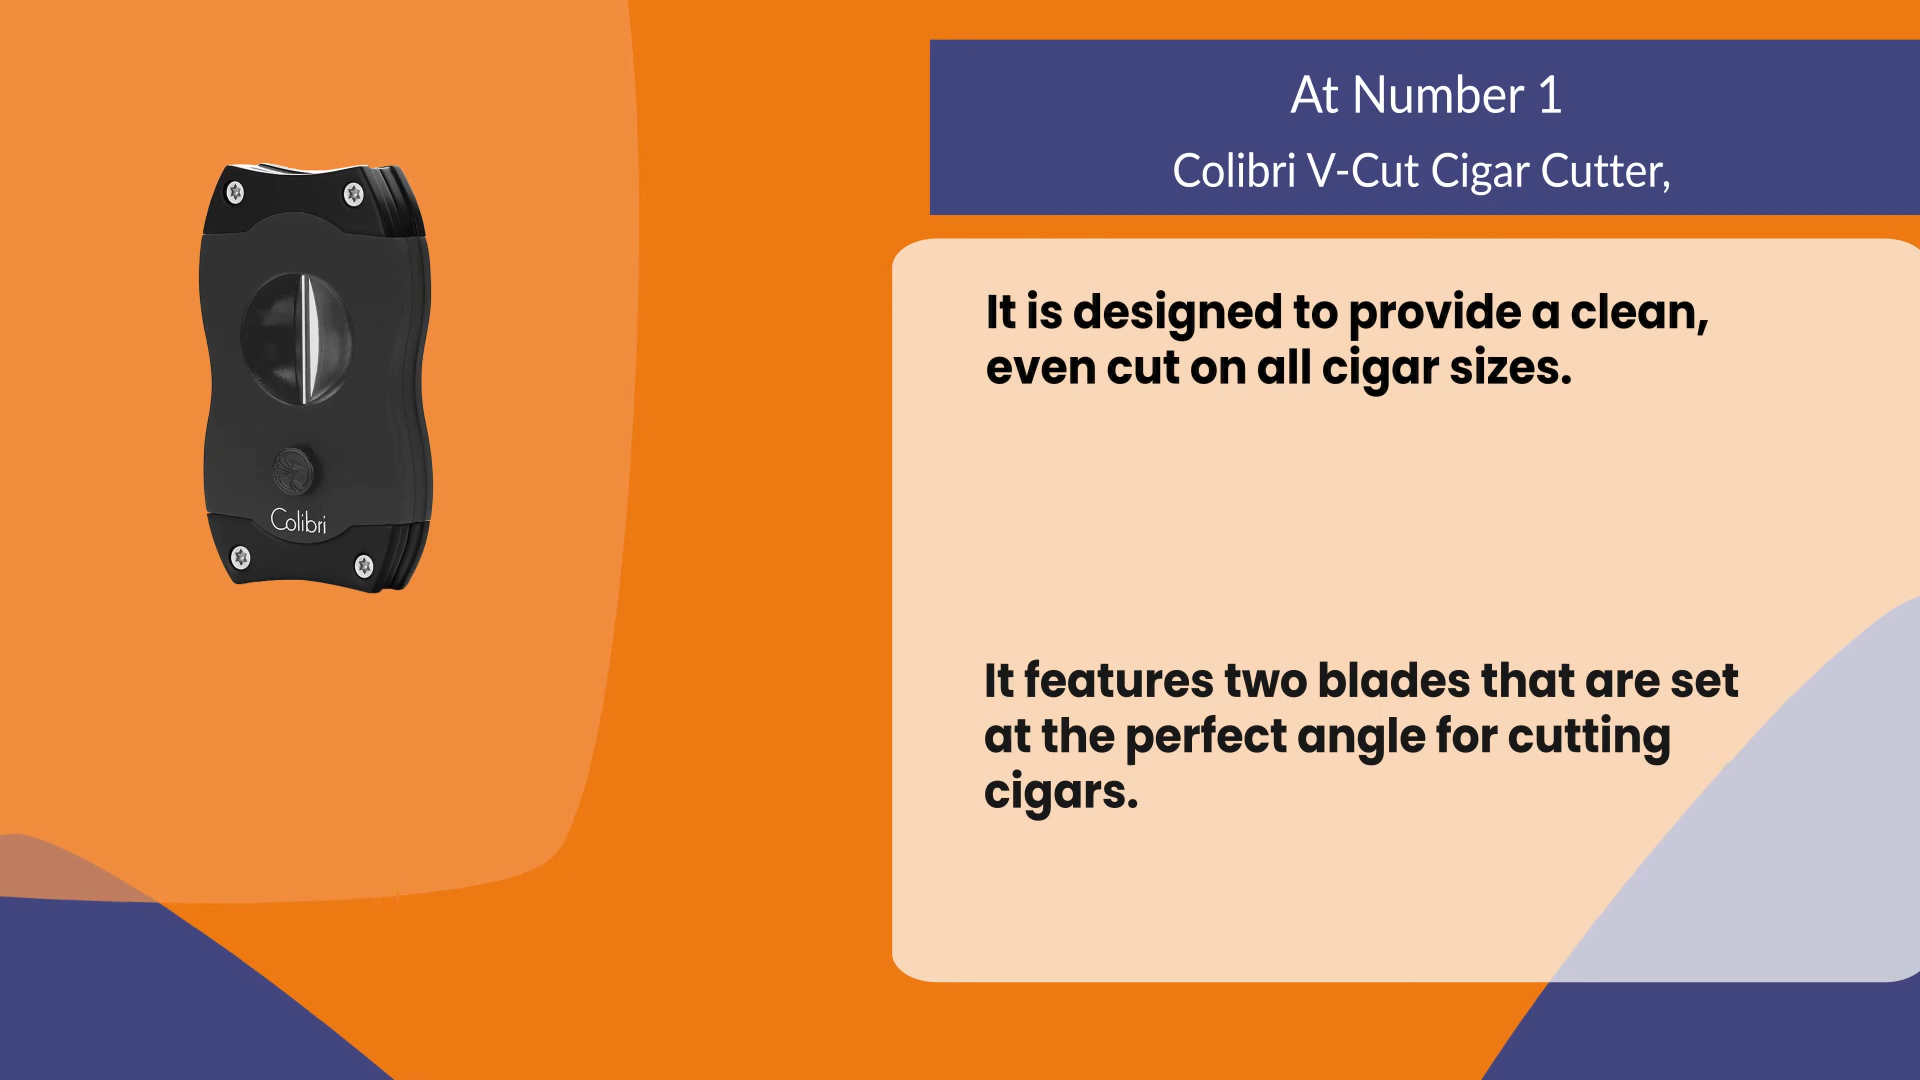 At Number 1
Colibri V-Cut Cigar Cutter,
It is designed to provide a clean,
even cut on all cigar sizes.
Colibri
It features two blades that are set
at the perfect angle for cutting
cigars.